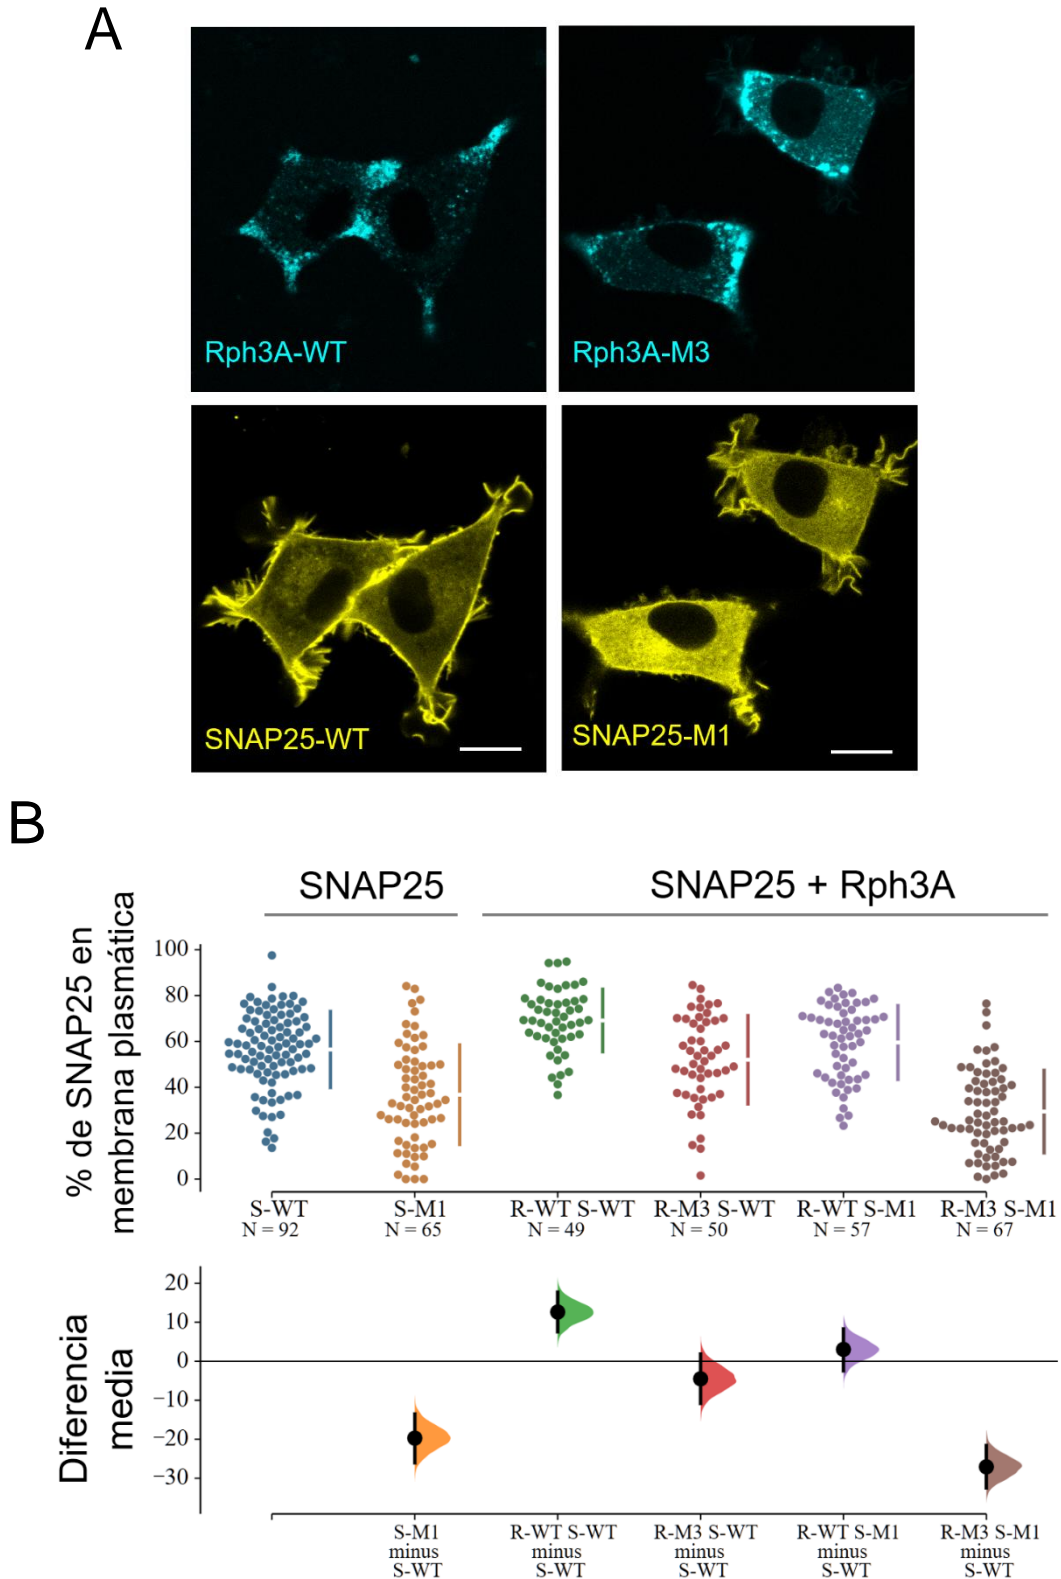 A
Rph3A-WT
Rph3A-M3
SNAP25-WT
SNAP25-M1
B
SNAP25
SNAP25 + Rph3A
% de SNAP25 en
membrana plasmática
100
80
60
40
20
0
S-WT
N = 92
S-M1
N = 65
R-WT S-WT
N = 49
R-M3 S-WT
N = 50
R-WT S-M1
N = 57
R-M3 S-M1
N = 67
Diferencia
media
20
10
0
−10
−20
−30
S-M1
minus
S-WT
R-WT S-WT
minus
S-WT
R-M3 S-WT
minus
S-WT
R-WT S-M1
minus
S-WT
R-M3 S-M1
minus
S-WT